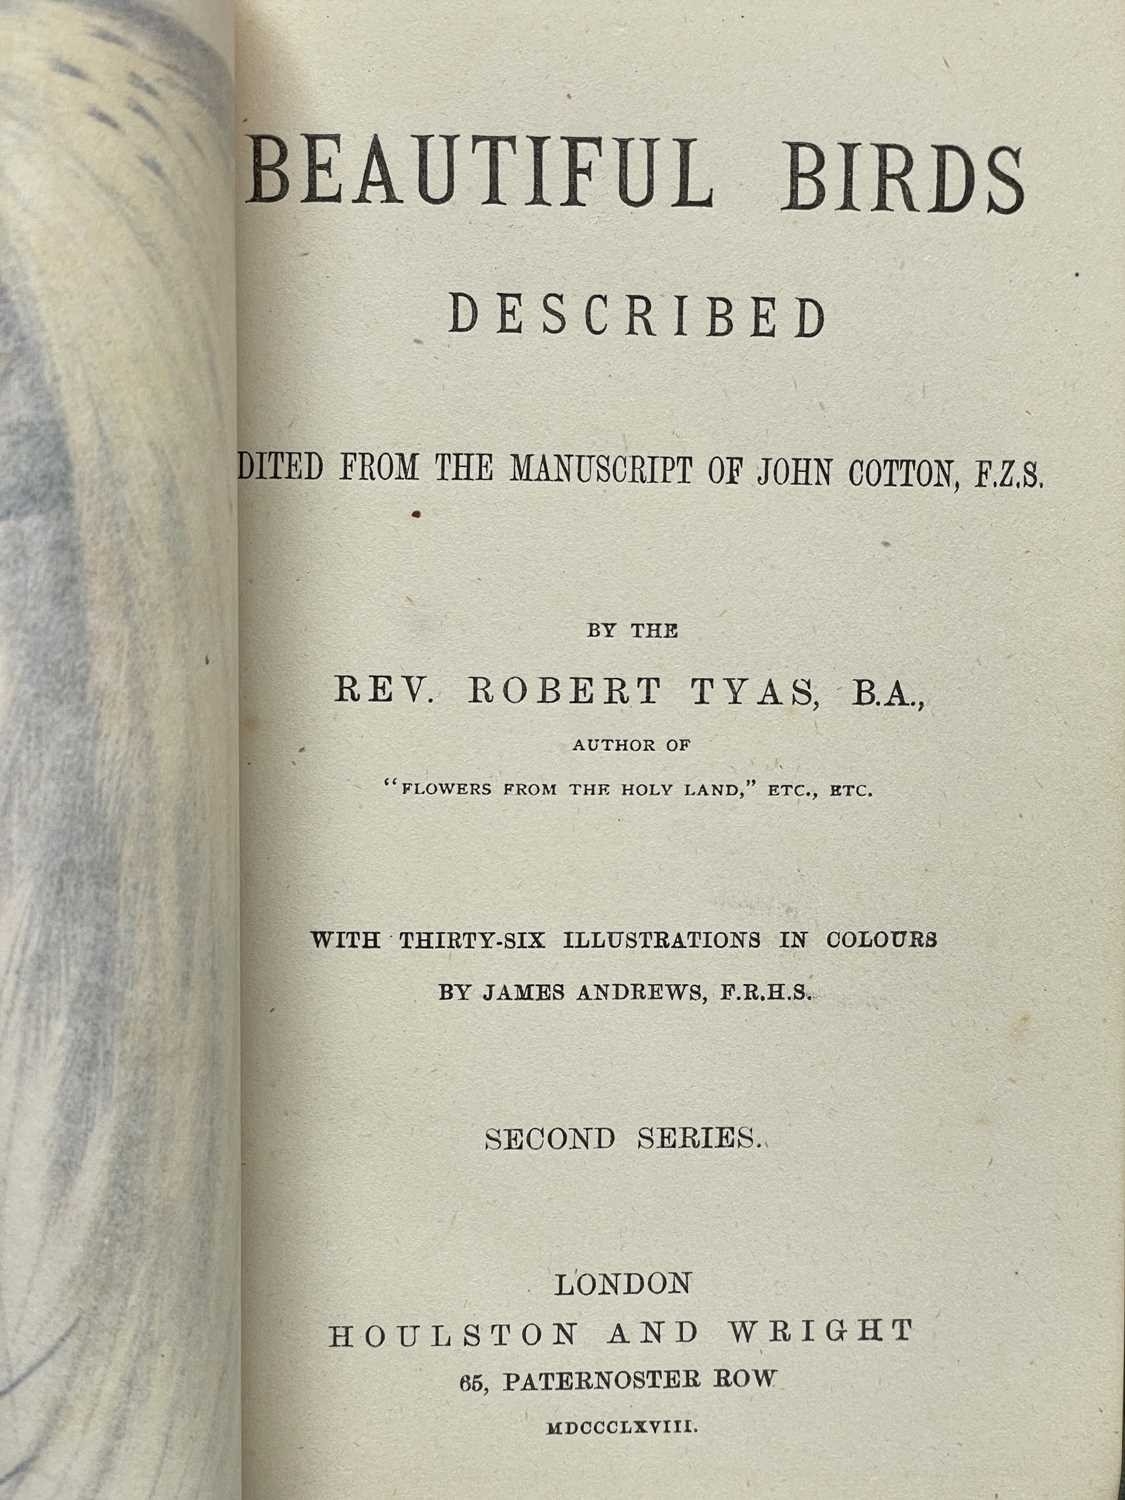 BEAUTIFUL BIRDS
DESCRIBED
DITED FROM THE MANUSCRIPT OF JOHN COTTON, F.Z.S.
BY THE
REV. ROBERT TYAS, B.A.,
AUTHOR OF
“FLOWERS FROM THE HOLY LAND,” ETC., ETC.
WITH THIRTY-SIX ILLUSTRATIONS IN COLOURS
BY JAMES ANDREWS, F.R.H.S.
SECOND SERIES.
LONDON
HOULSTON AND WRIGHT
65, PATERNOSTER ROW
MDCCCLXVIII.